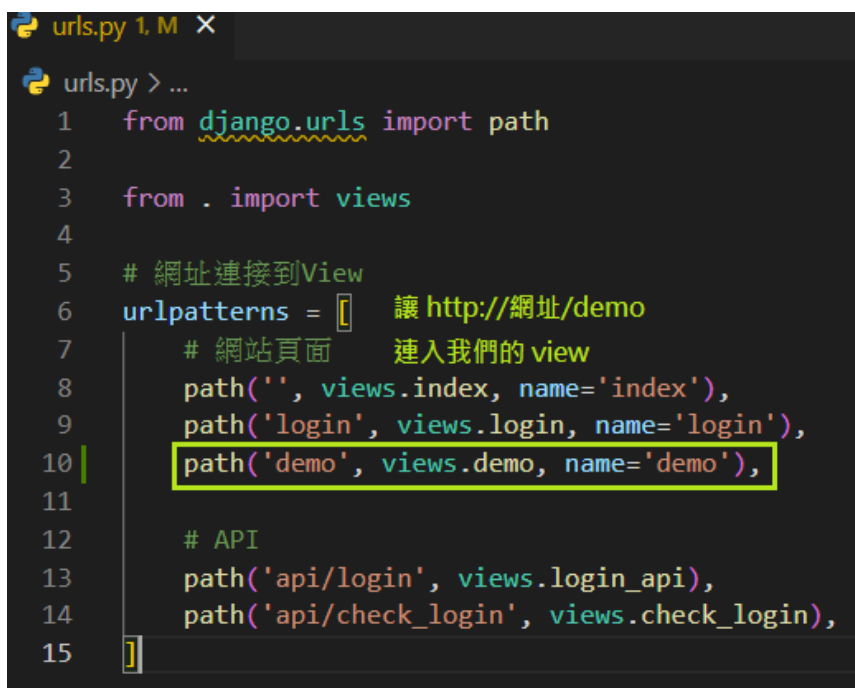 urls.py 1, M ×
urls.py > ...
1 from django.urls import path
2
3 from . import views
4
5 # 網址連接到View
6 urlpatterns = [ 讓 http://網址/demo
7 # 網站頁面 連入我們的 view
8 path('', views.index, name='index'),
9 path('login', views.login, name='login'),
10 path('demo', views.demo, name='demo'),
11
12 # API
13 path('api/login', views.login_api),
14 path('api/check_login', views.check_login),
15 ]